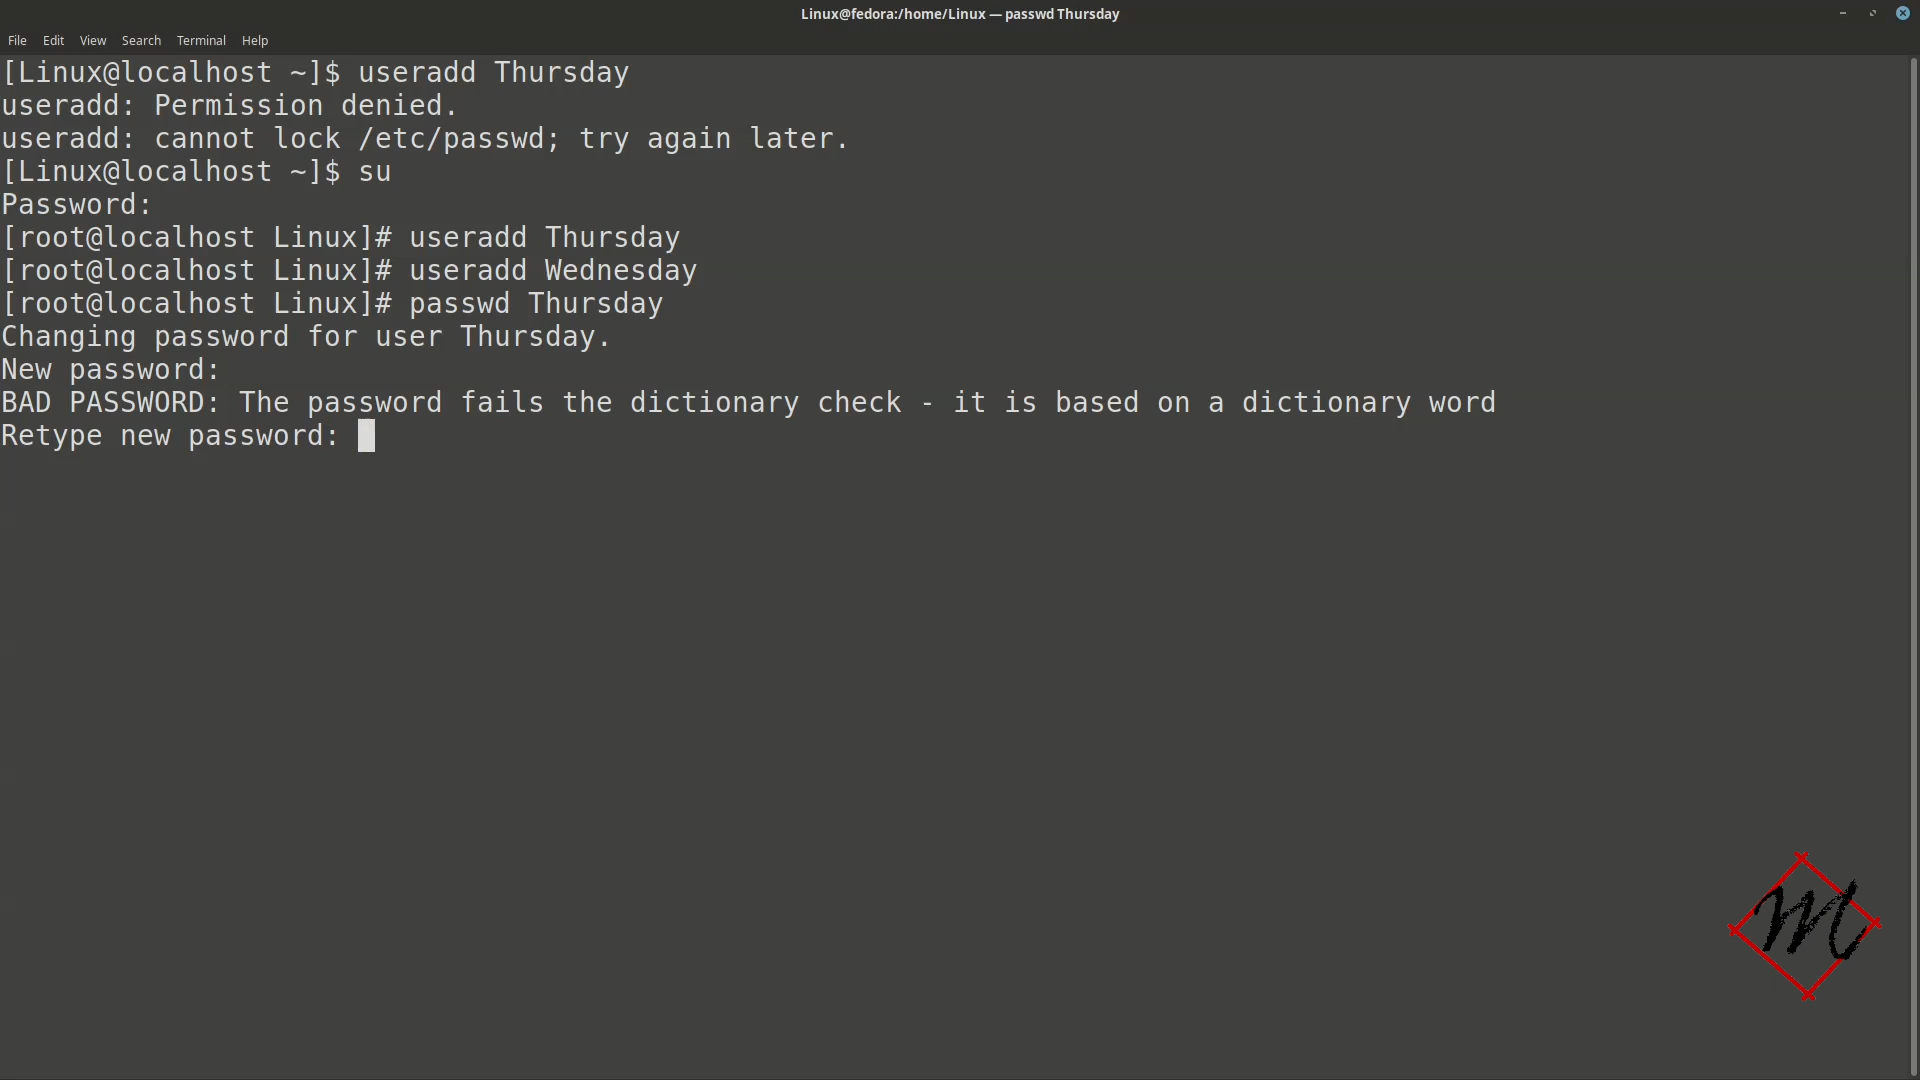 Linux@fedora:/home/Linux — passwd Thursday
File Edit View Search Terminal Help
[Linux@localhost ~]$ useradd Thursday
useradd: Permission denied.
useradd: cannot lock /etc/passwd; try again later.
[Linux@localhost ~]$ su
Password:
[root@localhost Linux]# useradd Thursday
[root@localhost Linux]# useradd Wednesday
[root@localhost Linux]# passwd Thursday
Changing password for user Thursday.
New password:
BAD PASSWORD: The password fails the dictionary check - it is based on a dictionary word
Retype new password: